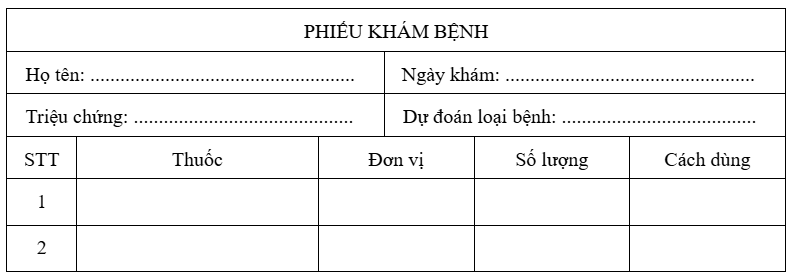 PHIẾU KHÁM BỆNH
Họ tên: ..................................................... Ngày khám: ..................................................
Triệu chứng: ............................................ Dự đoán loại bệnh: .......................................
STT Thuốc Đơn vị Số lượng Cách dùng
1
2